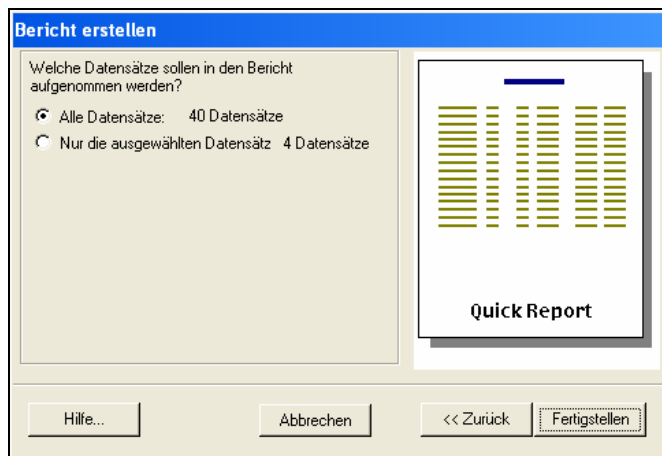 Bericht erstellen
Welche Datensätze sollen in den Bericht
aufgenommen werden?
Alle Datensätze: 40 Datensätze
Nur die ausgewählten Datensätz 4 Datensätze
Quick Report
Hilfe... Abbrechen << Zurück Fertigstellen